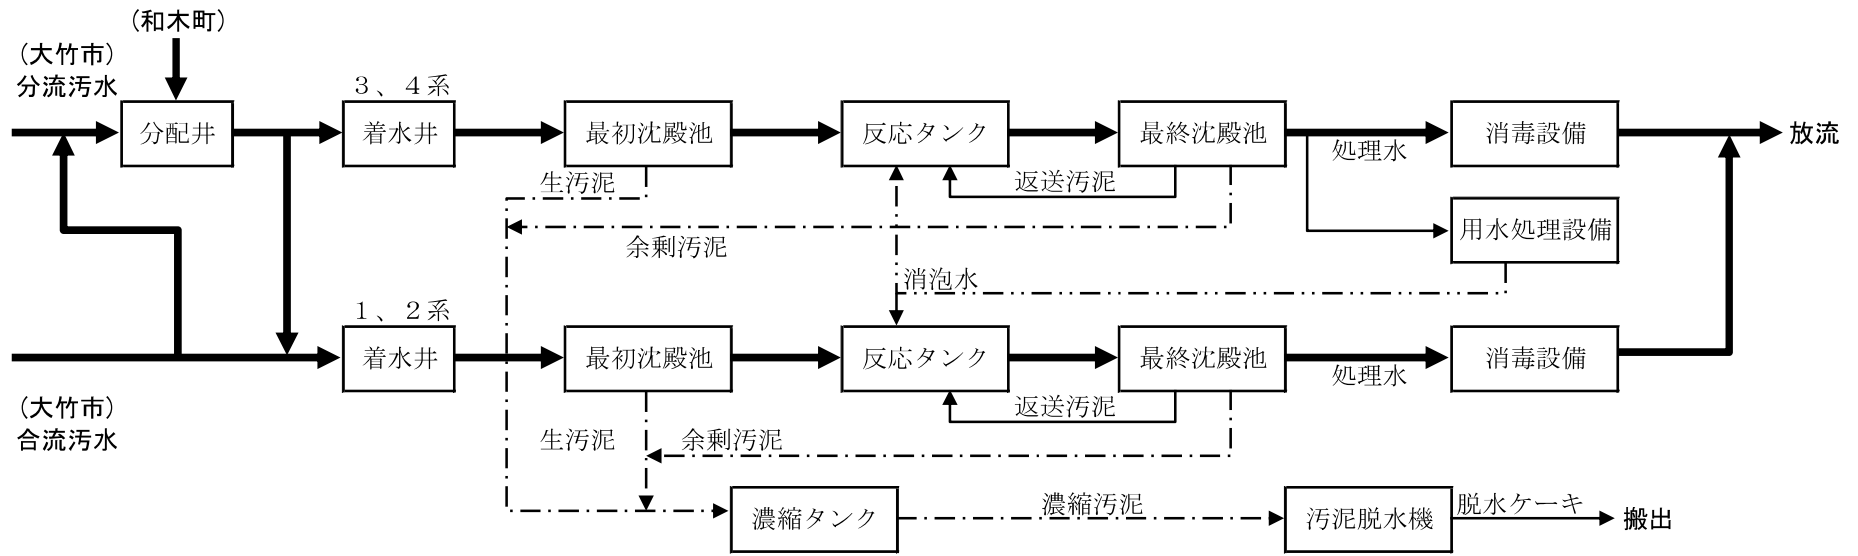 （和木町）
（大竹市）
分流汚水
３、４系
分配井
着水井
最初沈殿池
反応タンク
最終沈殿池
処理水
消毒設備
放流
生汚泥
返送汚泥
余剰汚泥
用水処理設備
消泡水
１、２系
着水井
最初沈殿池
反応タンク
最終沈殿池
処理水
消毒設備
（大竹市）
合流汚水
返送汚泥
生汚泥
余剰汚泥
濃縮タンク
濃縮汚泥
汚泥脱水機
脱水ケーキ
搬出